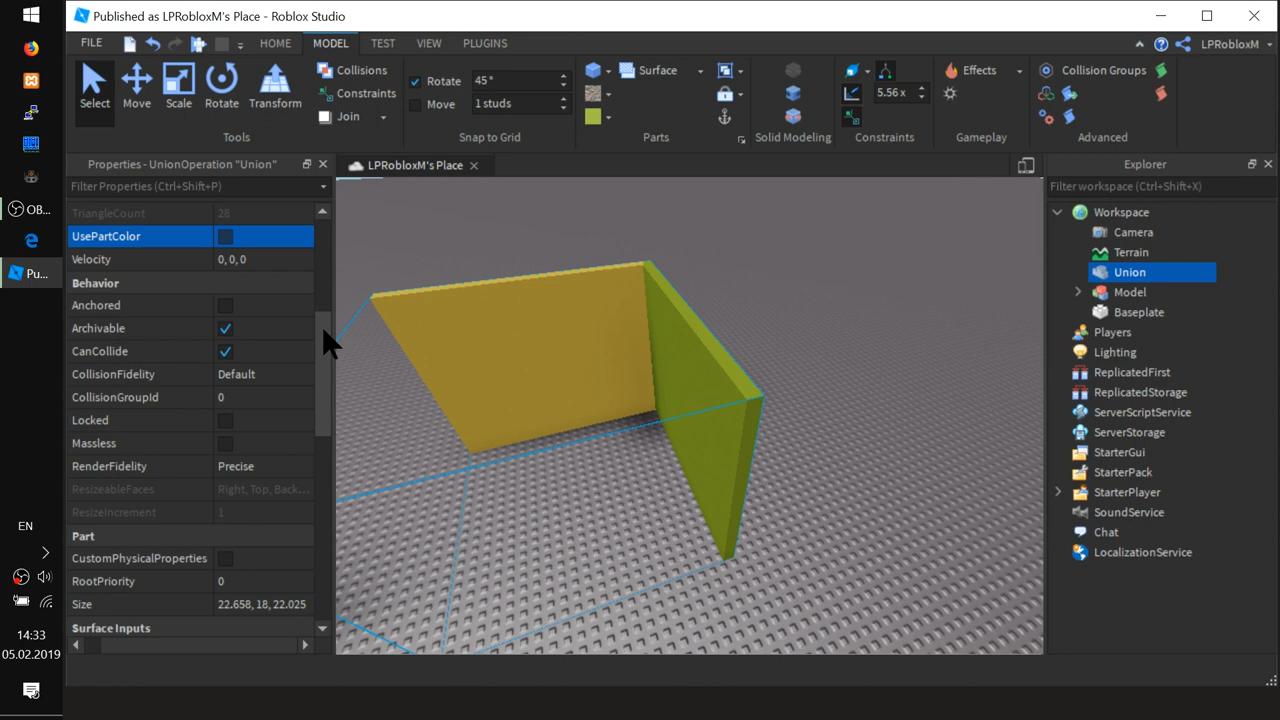 Published as LPRobloxM's Place - Roblox Studio
FILE
HOME
MODEL
TEST
VIEW
PLUGINS
LPRobloxM
Select
Move
Scale
Rotate
Transform
Collisions
Constraints
Join
Tools
Rotate
45°
Move
1 studs
Snap to Grid
Surface
Parts
Solid Modeling
5.56 x
Constraints
Effects
Gameplay
Collision Groups
Advanced
Properties - UnionOperation "Union"
Filter Properties (Ctrl+Shift+P)
TriangleCount 28
UsePartColor
Velocity 0, 0, 0
Behavior
Anchored
Archivable
CanCollide
CollisionFidelity Default
CollisionGroupId 0
Locked
Massless
RenderFidelity Precise
ResizeableFaces Right, Top, Back...
ResizeIncrement 1
Part
CustomPhysicalProperties
RootPriority 0
Size 22.658, 18, 22.025
Surface Inputs
LPRobloxM's Place
Explorer
Filter workspace (Ctrl+Shift+X)
Workspace
Camera
Terrain
Union
Model
Baseplate
Players
Lighting
ReplicatedFirst
ReplicatedStorage
ServerScriptService
ServerStorage
StarterGui
StarterPack
StarterPlayer
SoundService
Chat
LocalizationService
OB...
Pu...
EN
14:33
05.02.2019